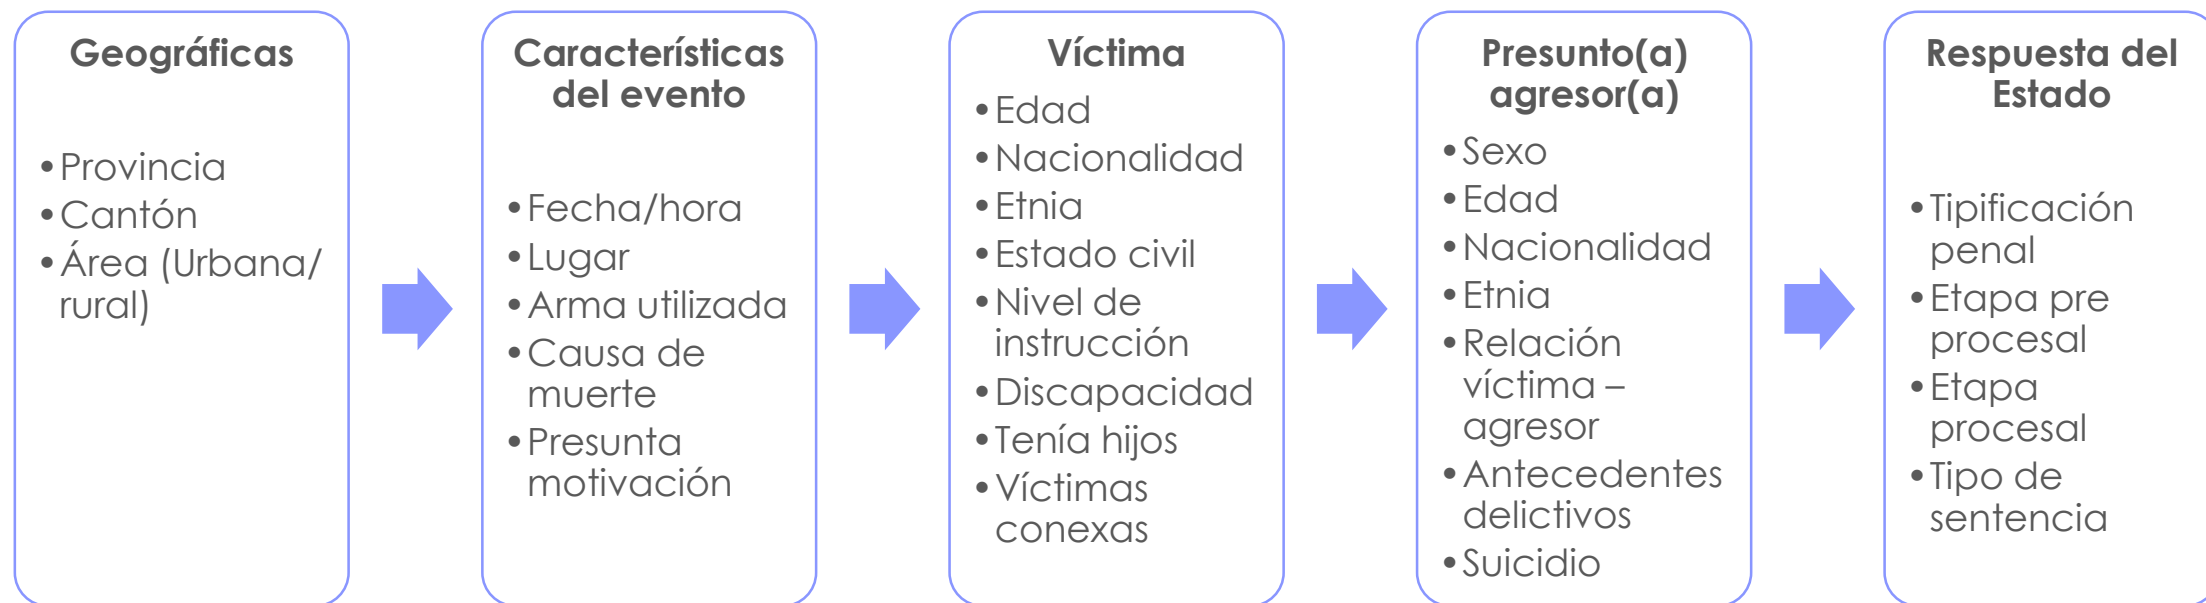 Geográficas
•Provincia
•Cantón
•Área (Urbana/
rural)
Características
del evento
•Fecha/hora
•Lugar
•Arma utilizada
•Causa de
muerte
•Presunta
motivación
Víctima
•Edad
•Nacionalidad
•Etnia
•Estado civil
•Nivel de
instrucción
•Discapacidad
•Tenía hijos
•Víctimas
conexas
Presunto(a)
agresor(a)
•Sexo
•Edad
•Nacionalidad
•Etnia
•Relación
víctima –
agresor
•Antecedentes
delictivos
•Suicidio
Respuesta del
Estado
•Tipificación
penal
•Etapa pre
procesal
•Etapa
procesal
•Tipo de
sentencia